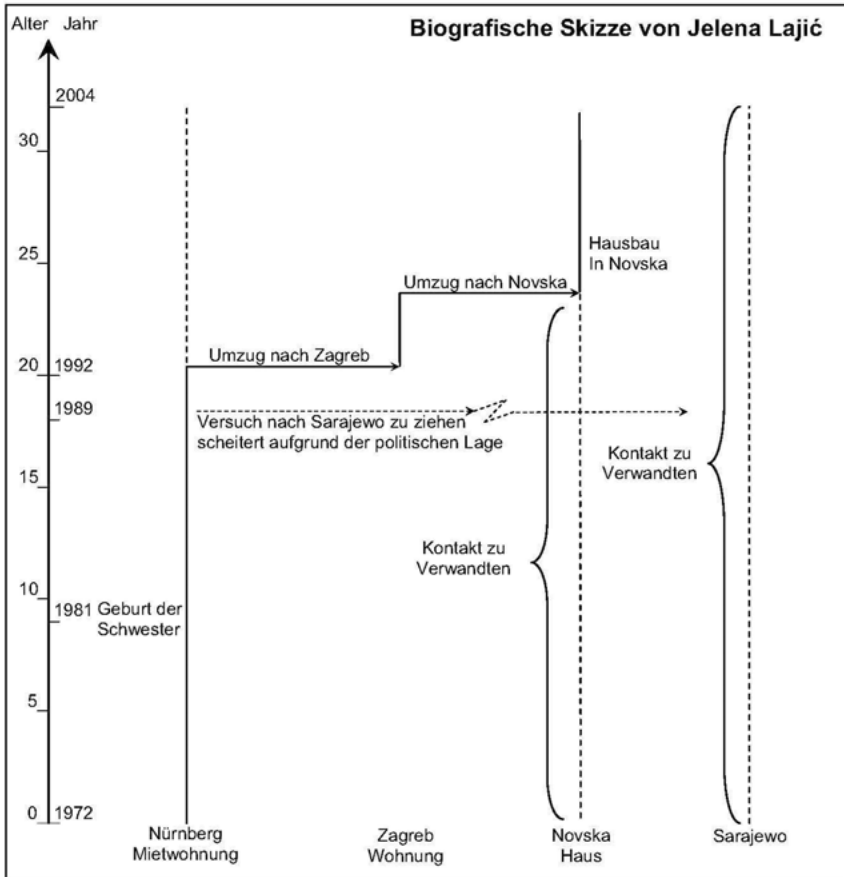 Alter Jahr
Biografische Skizze von Jelena Lajić
2004
30
25
Hausbau
In Novska
Umzug nach Novska
20
1992
Umzug nach Zagreb
1989
Versuch nach Sarajewo zu ziehen
scheitert aufgrund der politischen Lage
Kontakt zu
Verwandten
15
Kontakt zu
Verwandten
10
1981
Geburt der
Schwester
5
0
1972
Nürnberg
Mietwohnung
Zagreb
Wohnung
Novska
Haus
Sarajewo